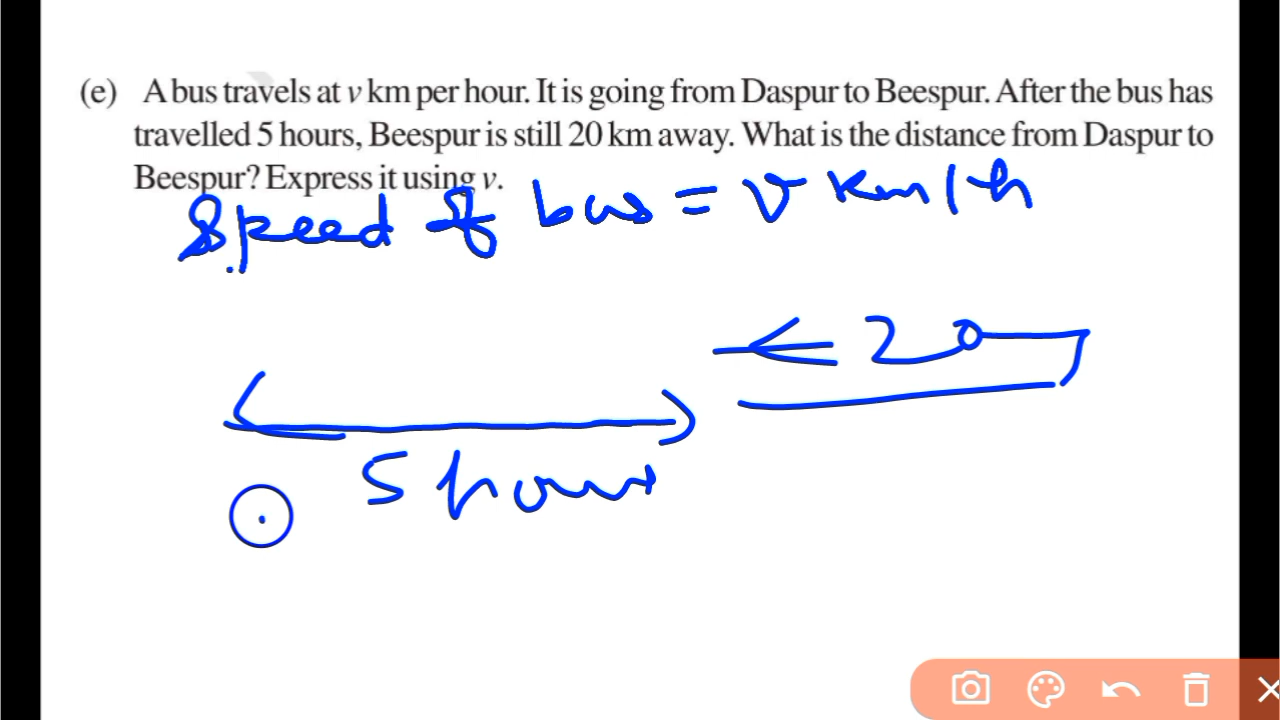 (e) A bus travels at v km per hour. It is going from Daspur to Beespur. After the bus has
travelled 5 hours, Beespur is still 20 km away. What is the distance from Daspur to
Beespur? Express it using v.
Speed of bus = v km/h
20
5 hours